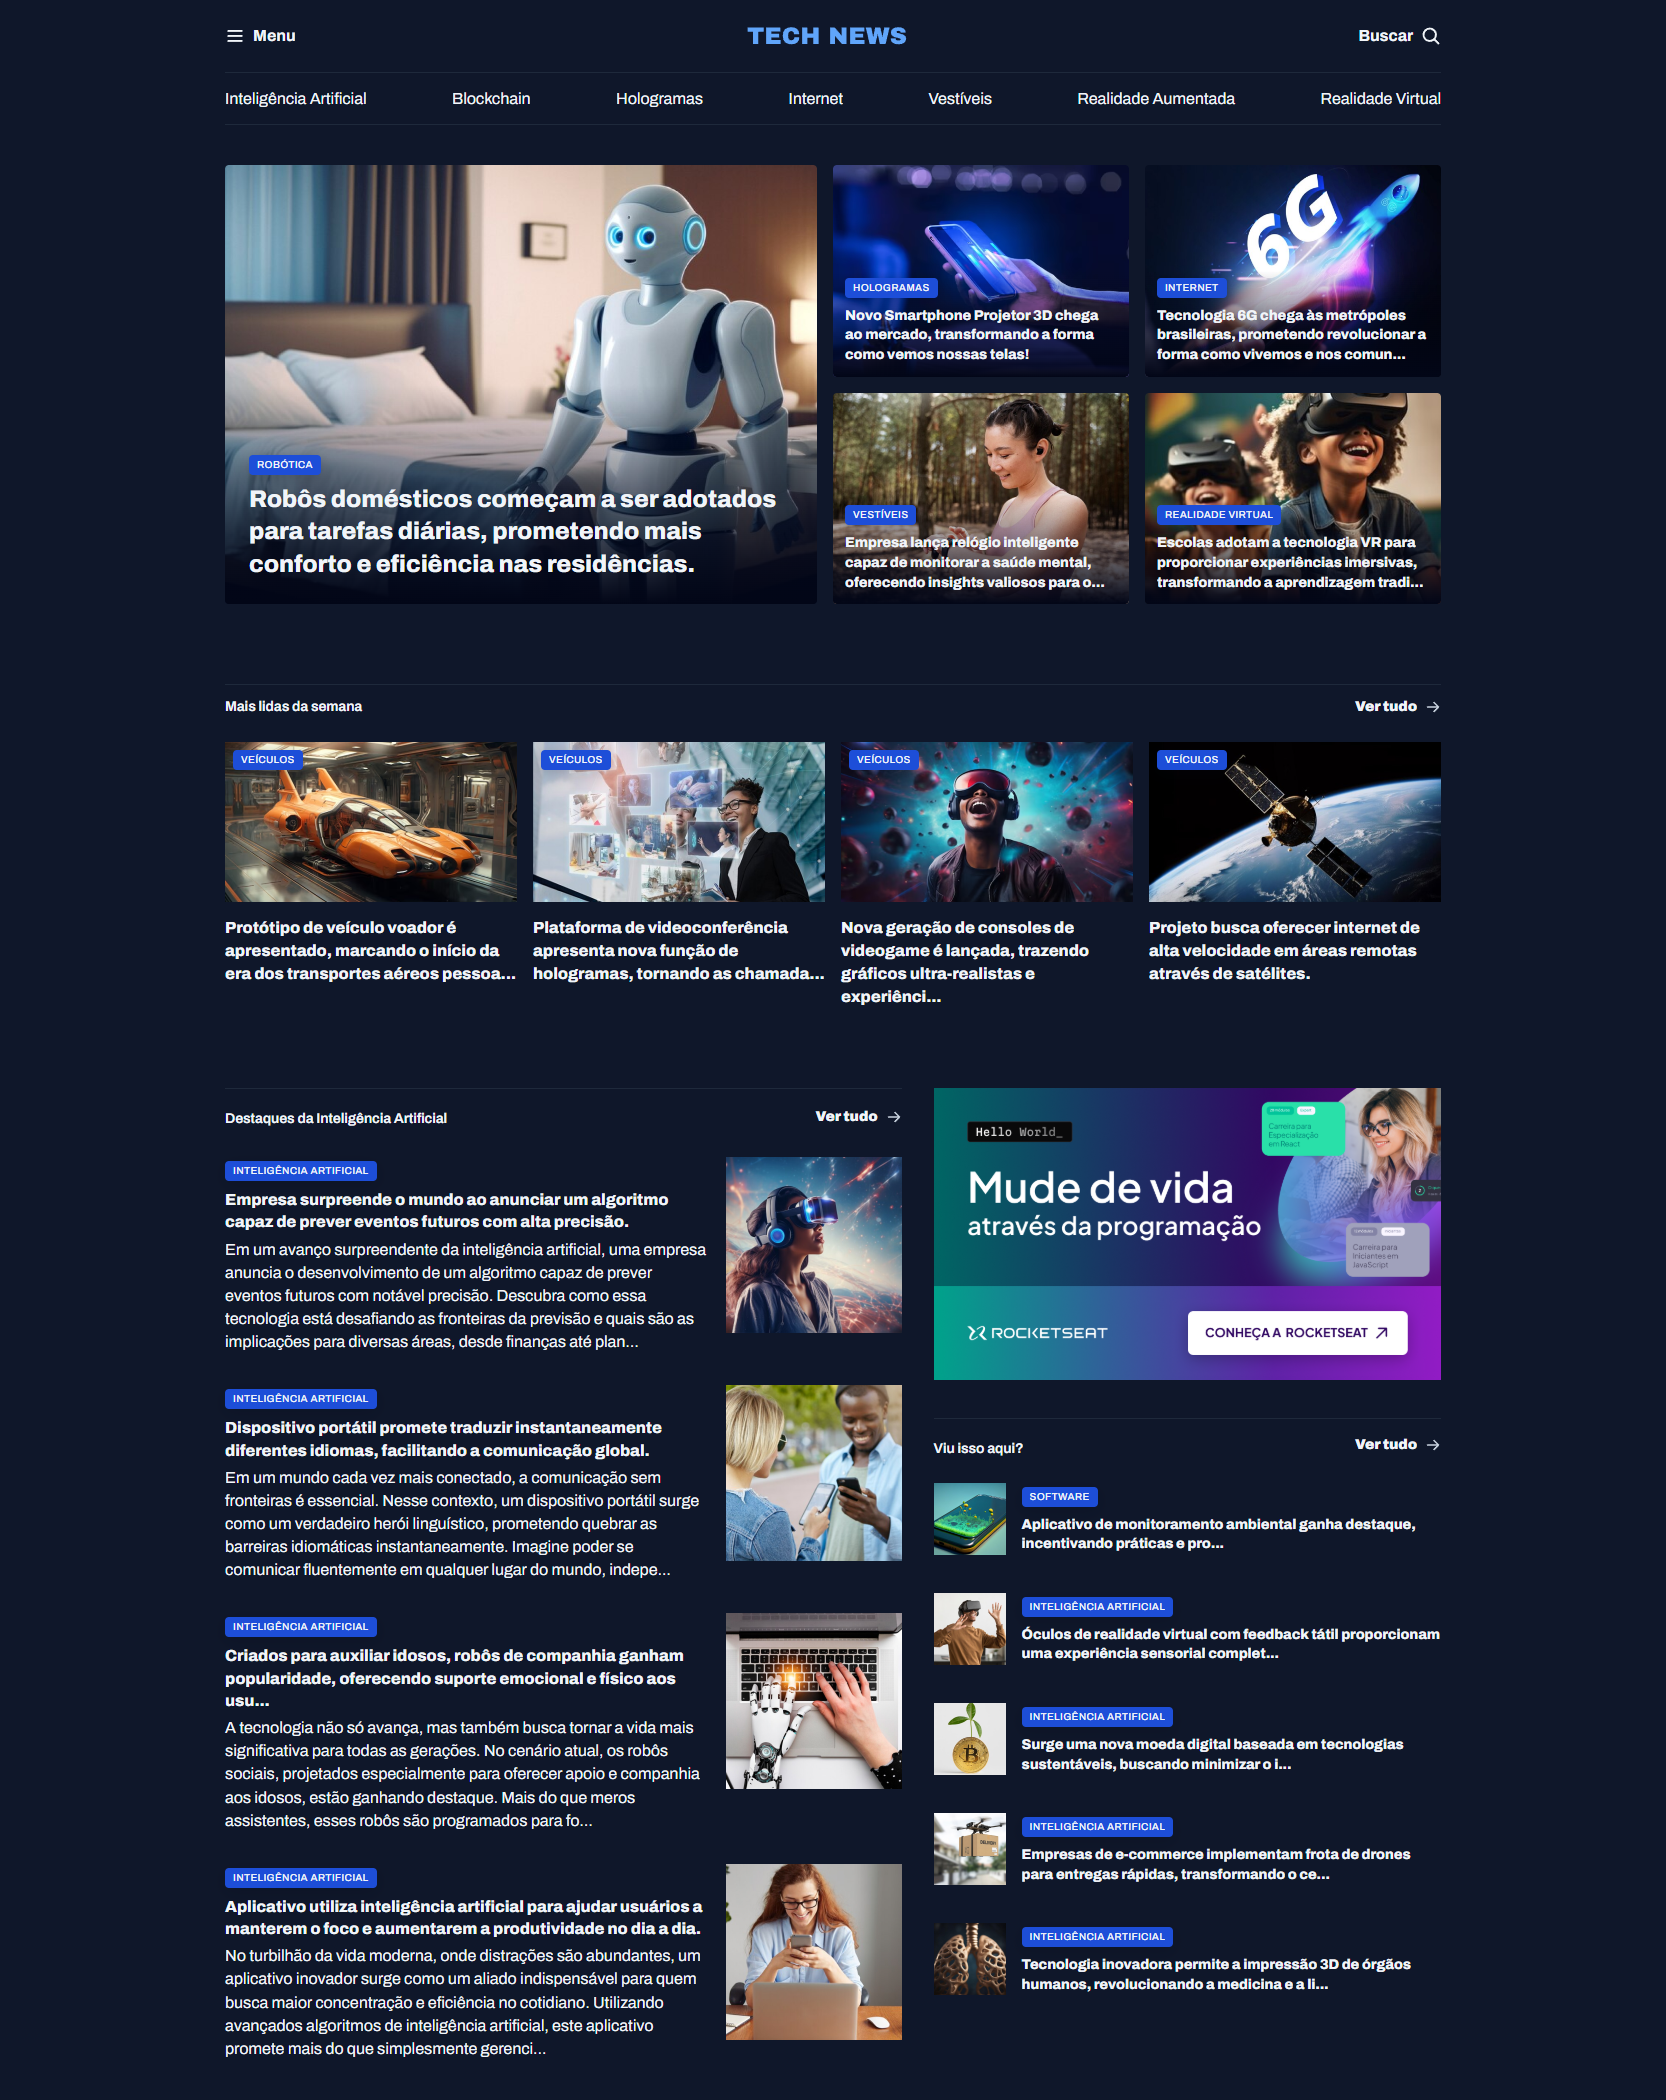 Menu
TECH NEWS
Buscar
Inteligência Artificial
Blockchain
Hologramas
Internet
Vestíveis
Realidade Aumentada
Realidade Virtual
ROBÓTICA
Robôs domésticos começam a ser adotados
para tarefas diárias, prometendo mais
conforto e eficiência nas residências.
HOLOGRAMAS
Novo Smartphone Projetor 3D chega
ao mercado, transformando a forma
como vemos nossas telas!
6G
INTERNET
Tecnologia 6G chega às metrópoles
brasileiras, prometendo revolucionar a
forma como vivemos e nos comun...
VESTÍVEIS
Empresa lança relógio inteligente
capaz de monitorar a saúde mental,
oferecendo insights valiosos para o...
REALIDADE VIRTUAL
Escolas adotam a tecnologia VR para
proporcionar experiências imersivas,
transformando a aprendizagem tradi...
Mais lidas da semana
Ver tudo
VEÍCULOS
Protótipo de veículo voador é
apresentado, marcando o início da
era dos transportes aéreos pessoa...
VEÍCULOS
Plataforma de videoconferência
apresenta nova função de
hologramas, tornando as chamada...
VEÍCULOS
Nova geração de consoles de
videogame é lançada, trazendo
gráficos ultra-realistas e
experiênci...
VEÍCULOS
Projeto busca oferecer internet de
alta velocidade em áreas remotas
através de satélites.
Destaques da Inteligência Artificial
Ver tudo
INTELIGÊNCIA ARTIFICIAL
Empresa surpreende o mundo ao anunciar um algoritmo
capaz de prever eventos futuros com alta precisão.
Em um avanço surpreendente da inteligência artificial, uma empresa
anuncia o desenvolvimento de um algoritmo capaz de prever
eventos futuros com notável precisão. Descubra como essa
tecnologia está desafiando as fronteiras da previsão e quais são as
implicações para diversas áreas, desde finanças até plan...
INTELIGÊNCIA ARTIFICIAL
Dispositivo portátil promete traduzir instantaneamente
diferentes idiomas, facilitando a comunicação global.
Em um mundo cada vez mais conectado, a comunicação sem
fronteiras é essencial. Nesse contexto, um dispositivo portátil surge
como um verdadeiro herói linguístico, prometendo quebrar as
barreiras idiomáticas instantaneamente. Imagine poder se
comunicar fluentemente em qualquer lugar do mundo, indepe...
INTELIGÊNCIA ARTIFICIAL
Criados para auxiliar idosos, robôs de companhia ganham
popularidade, oferecendo suporte emocional e físico aos
usu...
A tecnologia não só avança, mas também busca tornar a vida mais
significativa para todas as gerações. No cenário atual, os robôs
sociais, projetados especialmente para oferecer apoio e companhia
aos idosos, estão ganhando destaque. Mais do que meros
assistentes, esses robôs são programados para fo...
INTELIGÊNCIA ARTIFICIAL
Aplicativo utiliza inteligência artificial para ajudar usuários a
manterem o foco e aumentarem a produtividade no dia a dia.
No turbilhão da vida moderna, onde distrações são abundantes, um
aplicativo inovador surge como um aliado indispensável para quem
busca maior concentração e eficiência no cotidiano. Utilizando
avançados algoritmos de inteligência artificial, este aplicativo
promete mais do que simplesmente gerenci...
Hello World_
Mude de vida
através da programação
Carreira para
Especialização
em React
Carreira para
Iniciantes em
JavaScript
ROCKETSEAT
CONHEÇA A ROCKETSEAT
Viu isso aqui?
Ver tudo
SOFTWARE
Aplicativo de monitoramento ambiental ganha destaque,
incentivando práticas e pro...
INTELIGÊNCIA ARTIFICIAL
Óculos de realidade virtual com feedback tátil proporcionam
uma experiência sensorial complet...
INTELIGÊNCIA ARTIFICIAL
Surge uma nova moeda digital baseada em tecnologias
sustentáveis, buscando minimizar o i...
INTELIGÊNCIA ARTIFICIAL
Empresas de e-commerce implementam frota de drones
para entregas rápidas, transformando o ce...
INTELIGÊNCIA ARTIFICIAL
Tecnologia inovadora permite a impressão 3D de órgãos
humanos, revolucionando a medicina e a li...